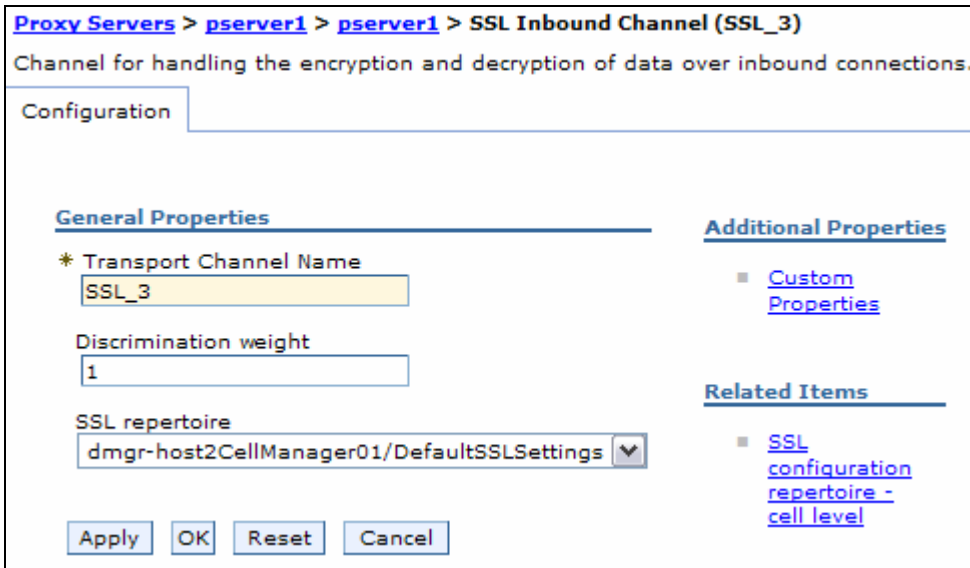 Proxy Servers > pserver1 > pserver1 > SSL Inbound Channel (SSL_3)
Channel for handling the encryption and decryption of data over inbound connections.
Configuration
General Properties
* Transport Channel Name
SSL_3
Discrimination weight
1
SSL repertoire
dmgr-host2CellManager01/DefaultSSLSettings
Apply OK Reset Cancel
Additional Properties
Custom
Properties
Related Items
SSL
configuration
repertoire -
cell level